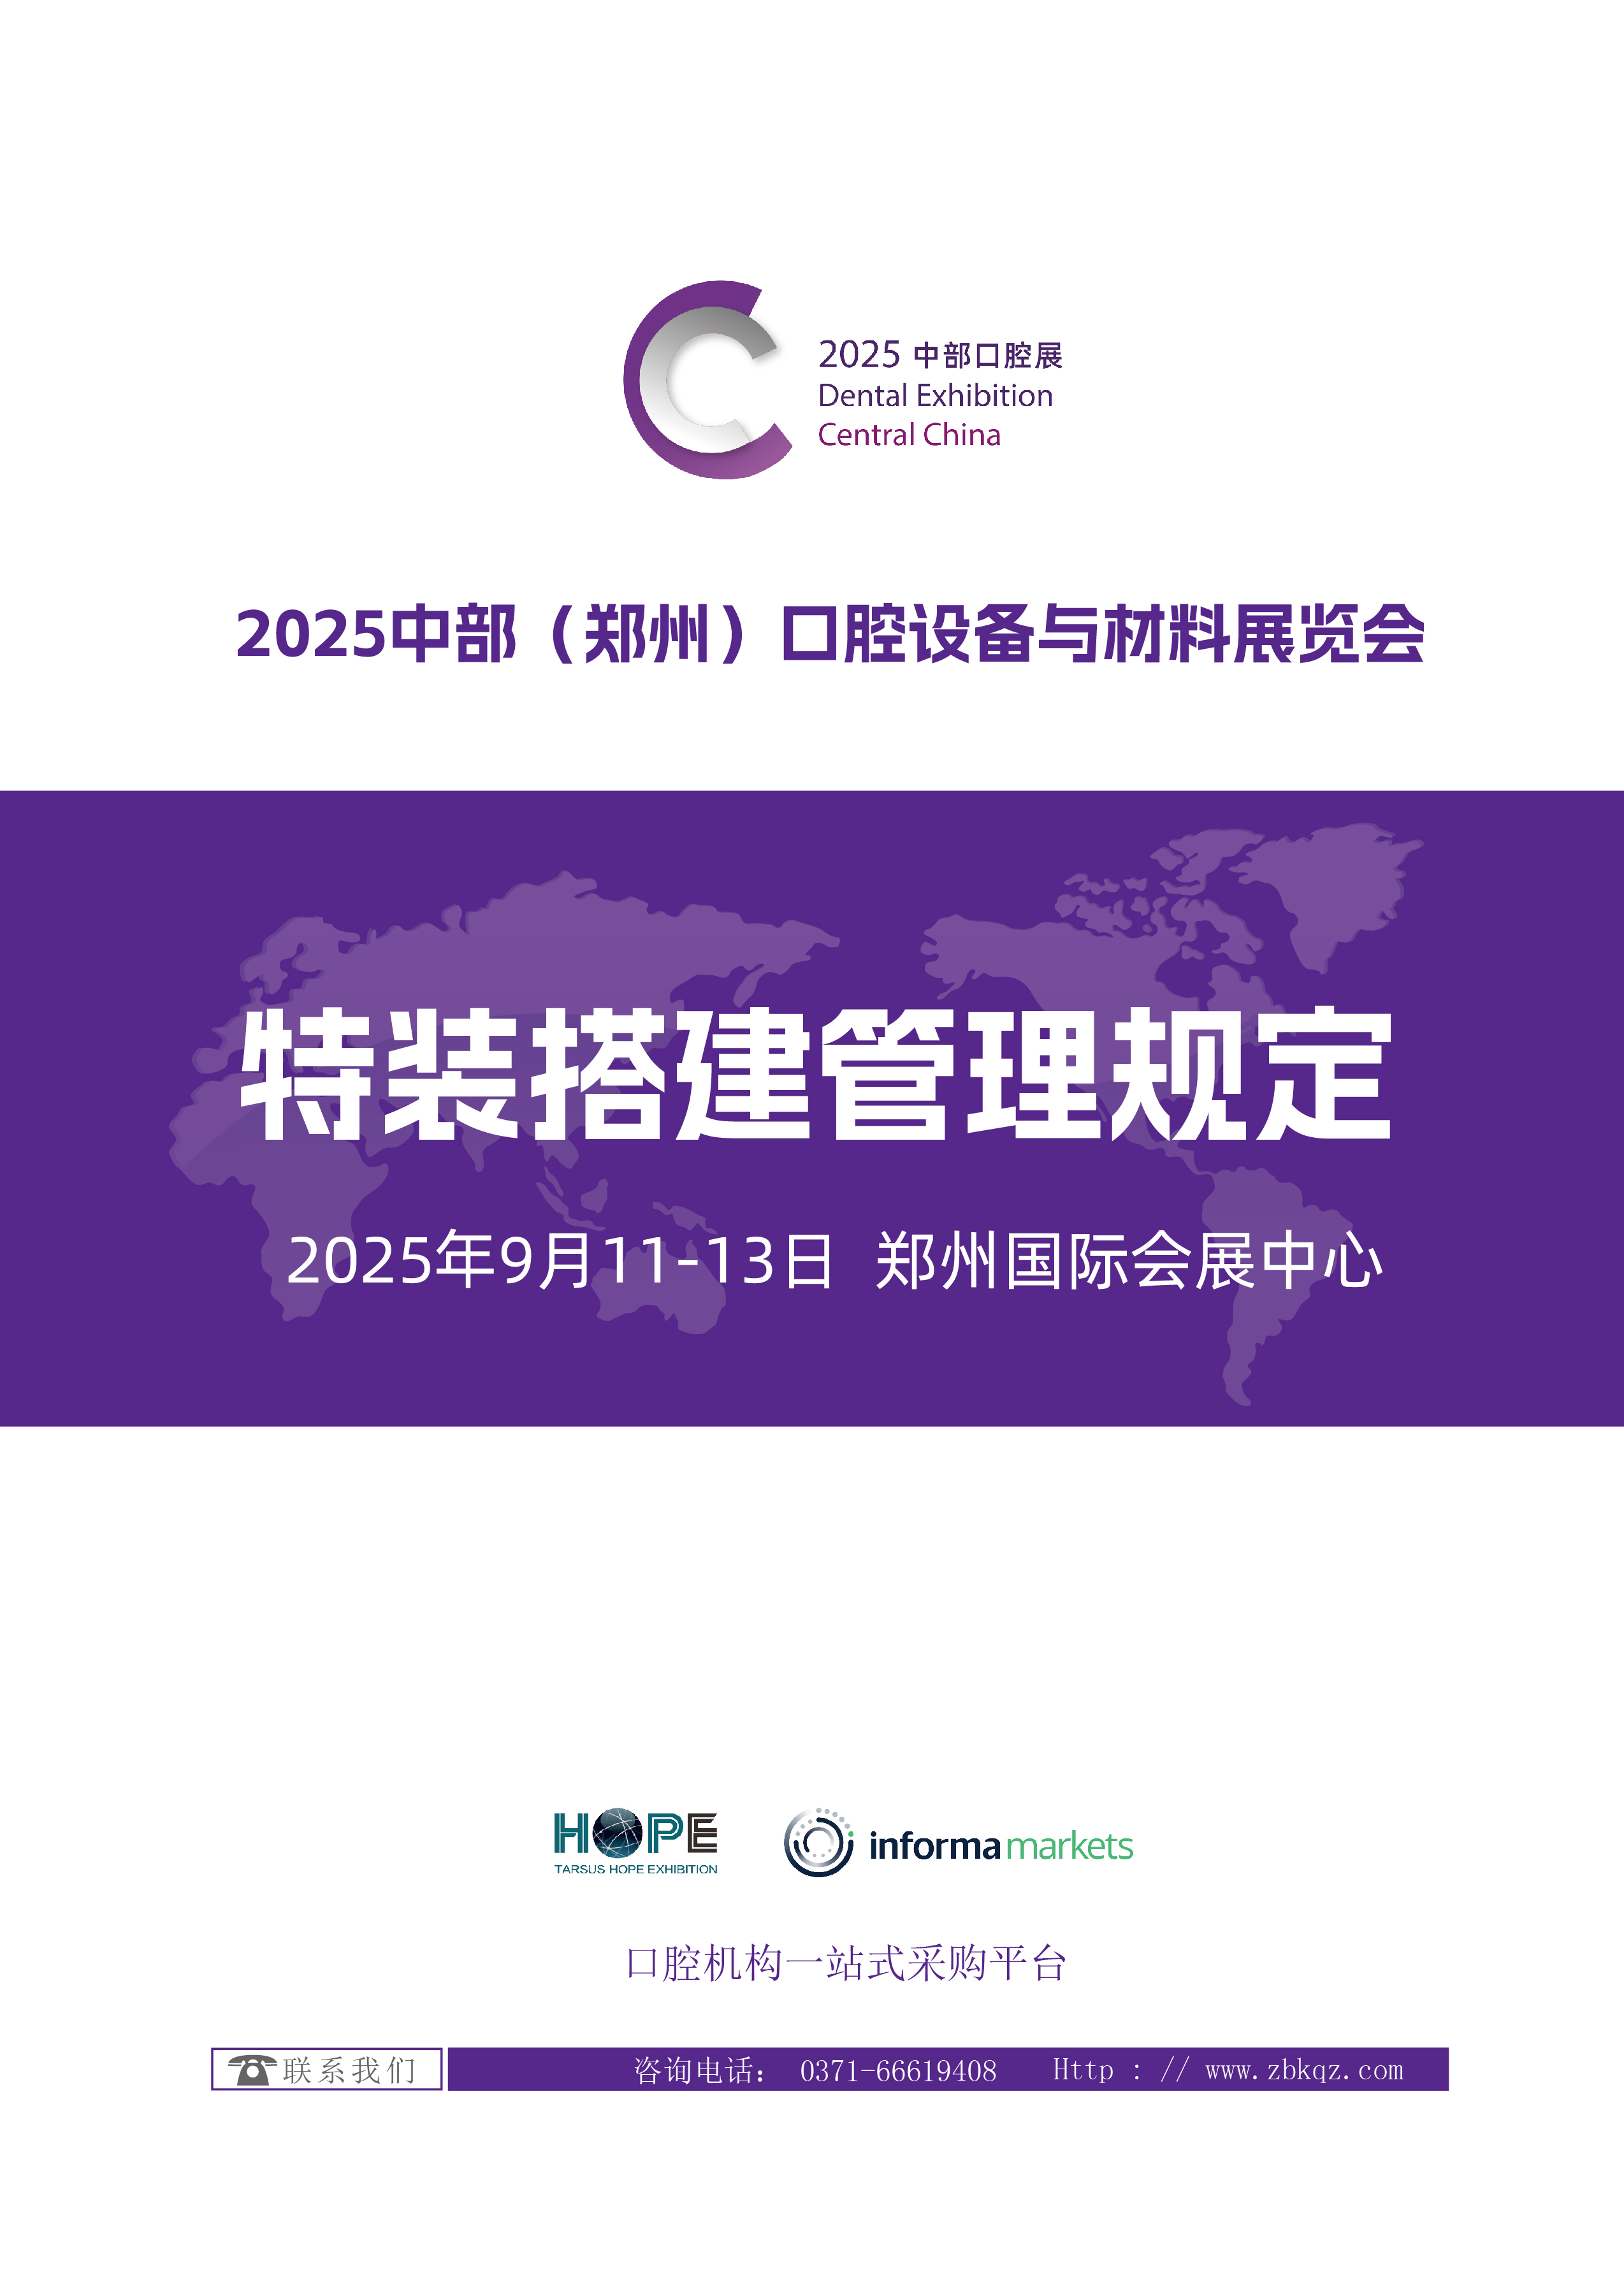 2025 中部口腔展
Dental Exhibition
Central China
2025中部（郑州）口腔设备与材料展览会
特装搭建管理规定
2025年9月11-13日 郑州国际会展中心
HOPE
TARSUS HOPE EXHIBITION
informa markets
口腔机构一站式采购平台
联系我们
咨询电话： 0371-66619408 Http : // www.zbkqz.com